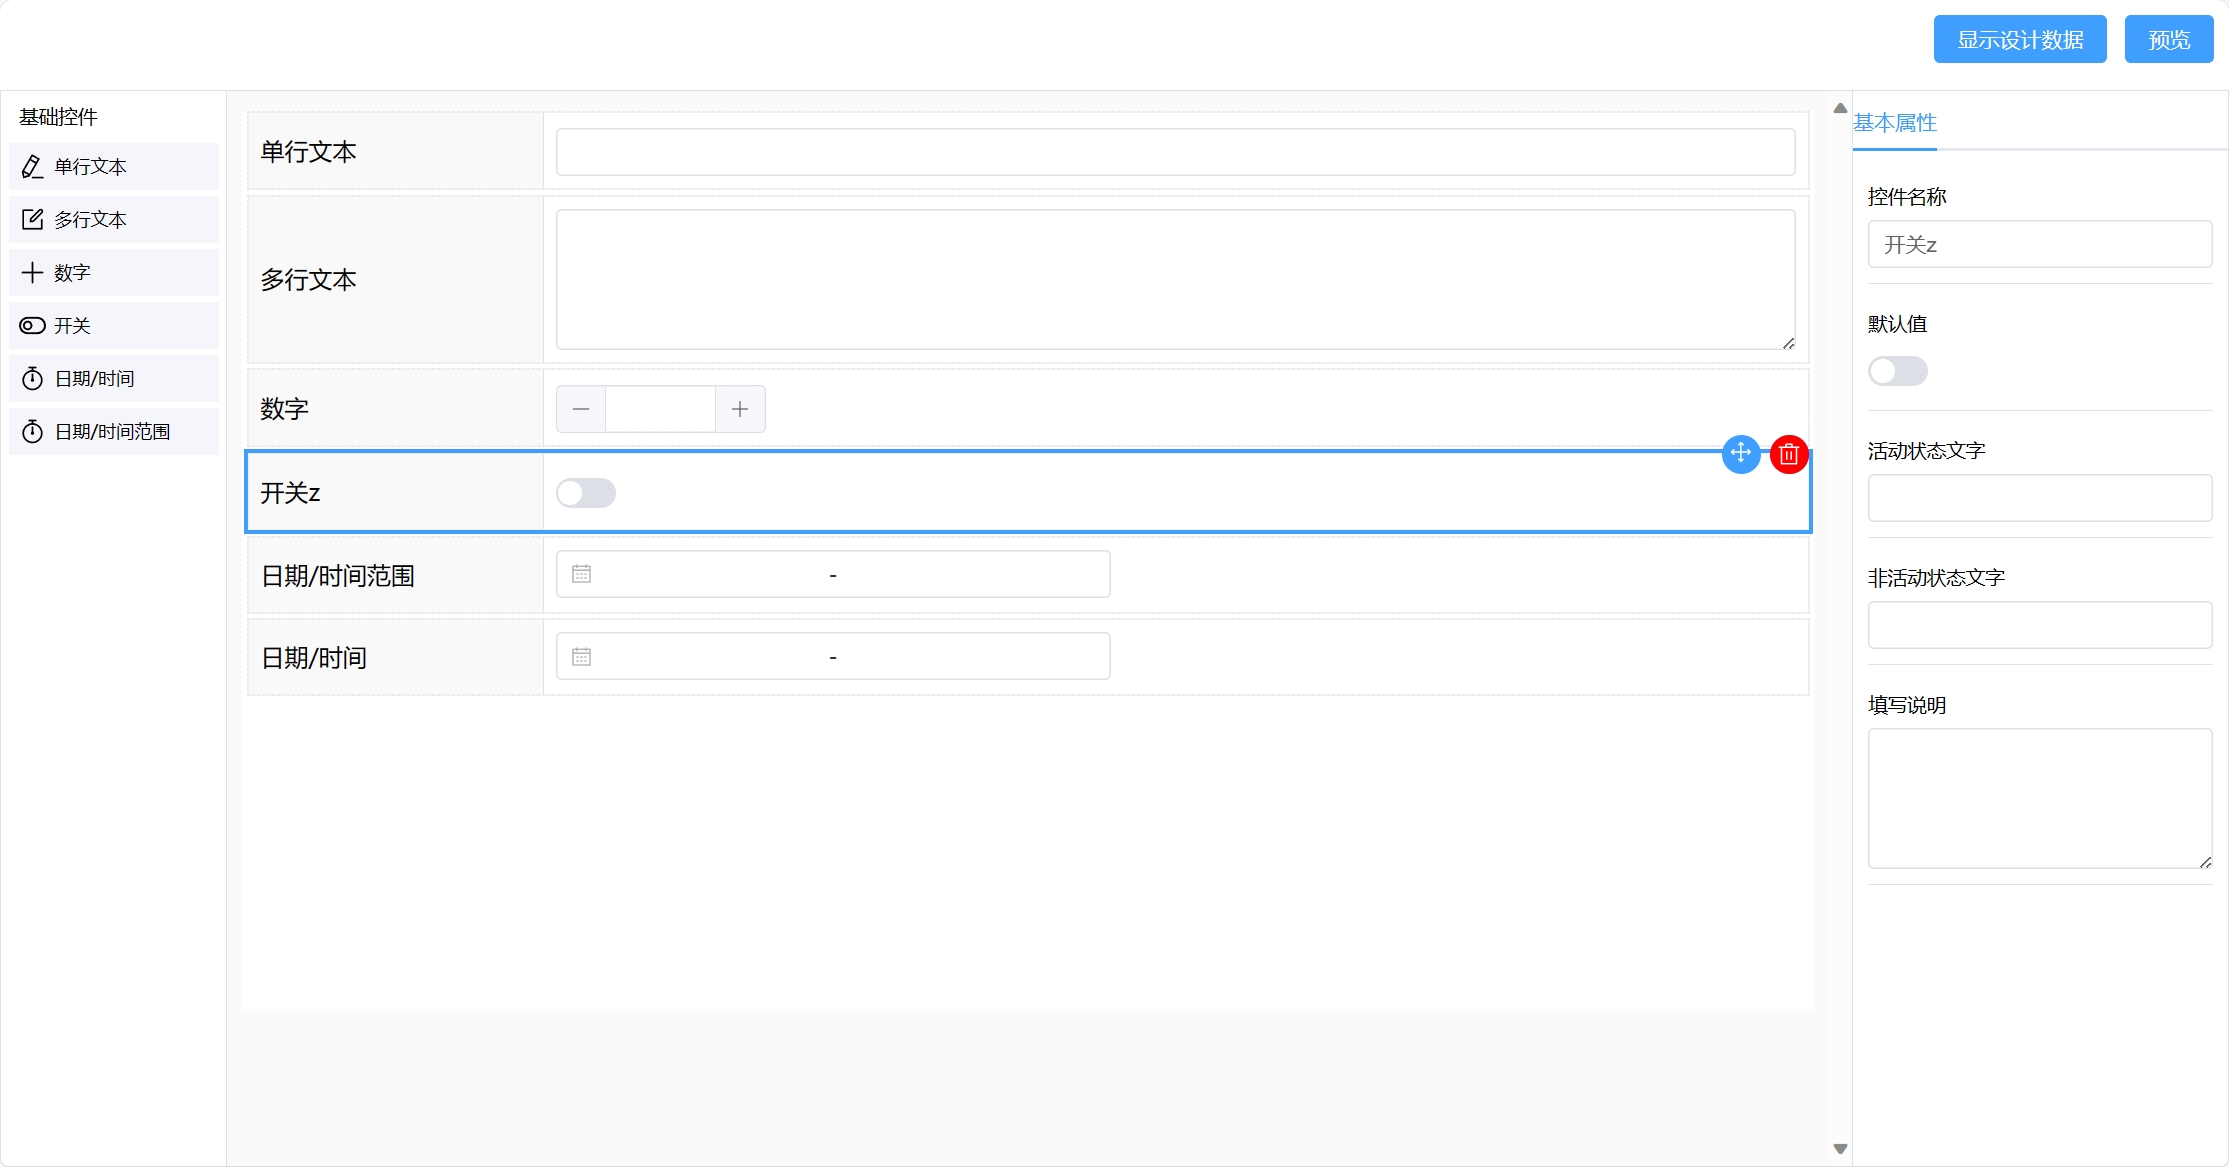 显示设计数据 预览
基础控件
单行文本
多行文本
数字
开关
日期/时间
日期/时间范围
单行文本
多行文本
数字
开关z
日期/时间范围 -
日期/时间 -
基本属性
控件名称
开关z
默认值
活动状态文字
非活动状态文字
填写说明